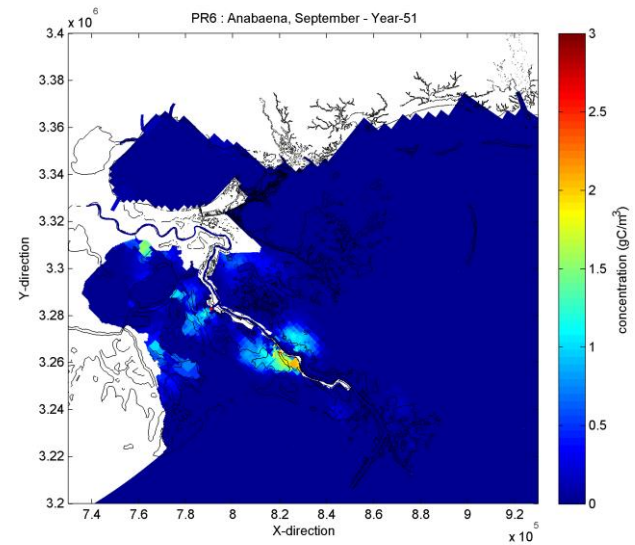 PR6 : Anabaena, September - Year-51
x 10^6
3.4
3.38
3.36
3.34
3.32
3.3
3.28
3.26
3.24
3.22
3.2
Y-direction
7.4 7.6 7.8 8 8.2 8.4 8.6 8.8 9 9.2
x 10^5
X-direction
3
2.5
2
1.5
1
0.5
0
concentration (gC/m^3)